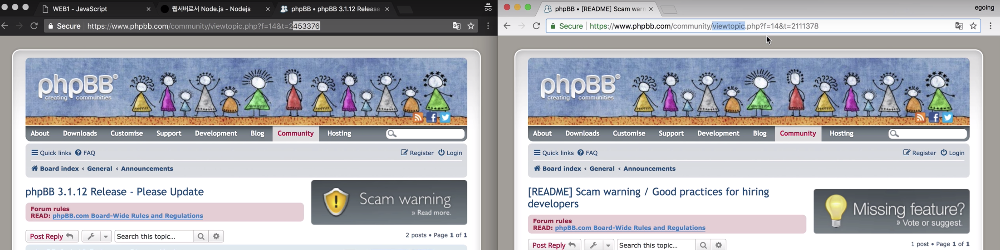 WEB1 - JavaScript
웹서버로서 Node.js - Nodejs
phpBB • phpBB 3.1.12 Release
Secure
https://www.phpbb.com/community/viewtopic.php?f=14&t=2453376
phpBB®
creating communities
About Downloads Customise Support Development Blog Community Hosting
Quick links FAQ Register Login
Board index ‹ General ‹ Announcements
phpBB 3.1.12 Release - Please Update
Scam warning
» Read more.
Forum rules
READ: phpBB.com Board-Wide Rules and Regulations
Post Reply Search this topic... 2 posts • Page 1 of 1
phpBB • [README] Scam warn
egoing
Secure
https://www.phpbb.com/community/viewtopic.php?f=14&t=2111378
phpBB®
creating communities
About Downloads Customise Support Development Blog Community Hosting
Quick links FAQ Register Login
Board index ‹ General ‹ Announcements
[README] Scam warning / Good practices for hiring
developers
Missing feature?
» Vote or suggest.
Forum rules
READ: phpBB.com Board-Wide Rules and Regulations
Post Reply Search this topic... 1 post • Page 1 of 1